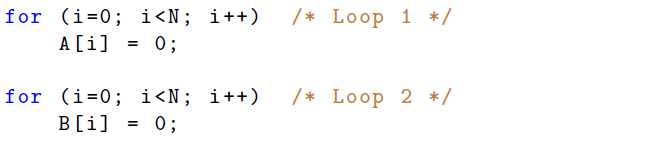 for (i=0; i<N; i++)  /* Loop 1 */
    A[i] = 0;
for (i=0; i<N; i++)  /* Loop 2 */
    B[i] = 0;